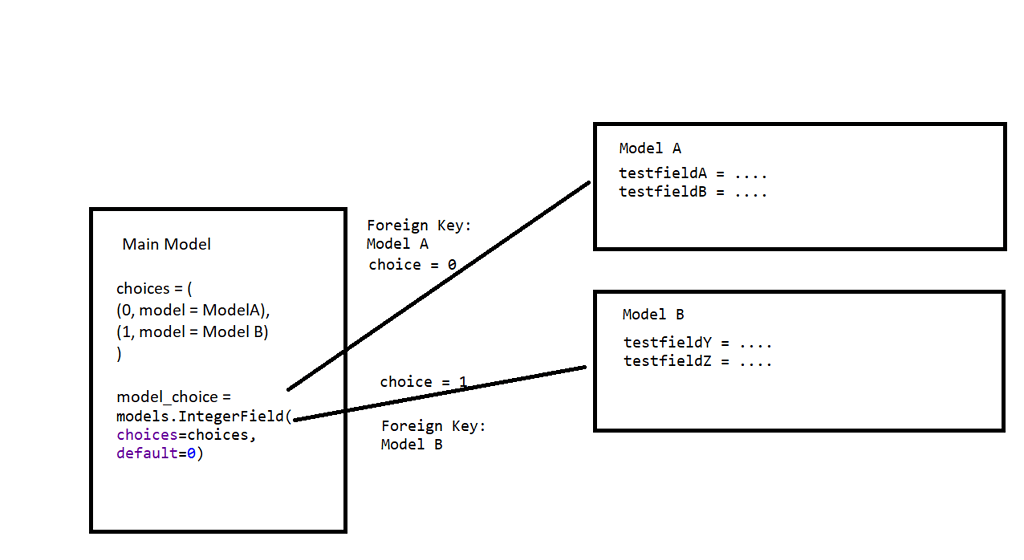 Main Model
choices = (
(0, model = ModelA),
(1, model = Model B)
)
model_choice =
models.IntegerField(
choices=choices,
default=0)
Foreign Key:
Model A
choice = 0
choice = 1
Foreign Key:
Model B
Model A
testfieldA = ....
testfieldB = ....
Model B
testfieldY = ....
testfieldZ = ....